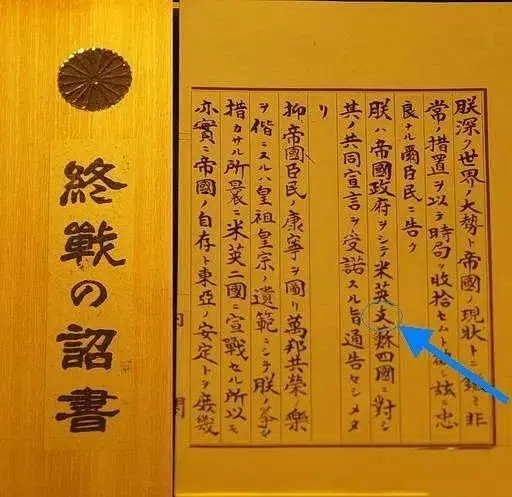 終戰の詔書
朕深ク世界ノ大勢ト帝國ノ現狀トニ鑑ミ非
常ノ措置ヲ以テ時局ヲ收拾セムト欲シ茲ニ忠
良ナル爾臣民ニ告ク
朕ハ帝國政府ヲシテ米英支蘇四國ニ對シ
其ノ共同宣言ヲ受諾スル旨通告セシメタ
リ
抑帝國臣民ノ康寧ヲ圖リ萬邦共榮ノ樂
ヲ偕ニスルハ皇祖皇宗ノ遺範ニシテ朕ノ拳々
措カサル所曩ニ米英二國ニ宣戰セル所以モ
亦實ニ帝國ノ自存ト東亞ノ安定トヲ庶幾